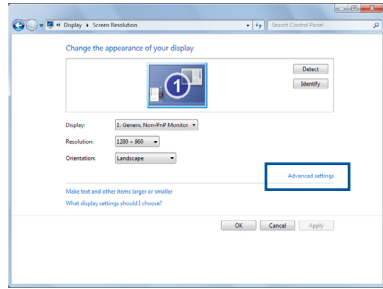 « Display ▸ Screen Resolution
Search Control Panel
Change the appearance of your display
1
Detect
Identify
Display: 1. Generic Non-PnP Monitor
Resolution: 1280 × 960
Orientation: Landscape
Advanced settings
Make text and other items larger or smaller
What display settings should I choose?
OK Cancel Apply